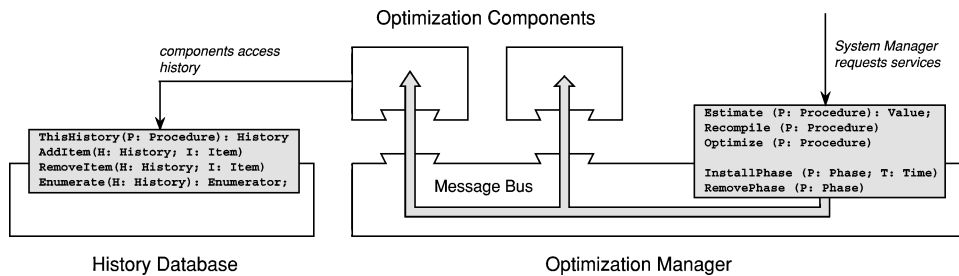 Optimization Components
components access
history
System Manager
requests services
ThisHistory(P: Procedure): History
AddItem(H: History; I: Item)
RemoveItem(H: History; I: Item)
Enumerate(H: History): Enumerator;
Estimate (P: Procedure): Value;
Recompile (P: Procedure)
Optimize (P: Procedure)
InstallPhase (P: Phase; T: Time)
RemovePhase (P: Phase)
Message Bus
History Database
Optimization Manager